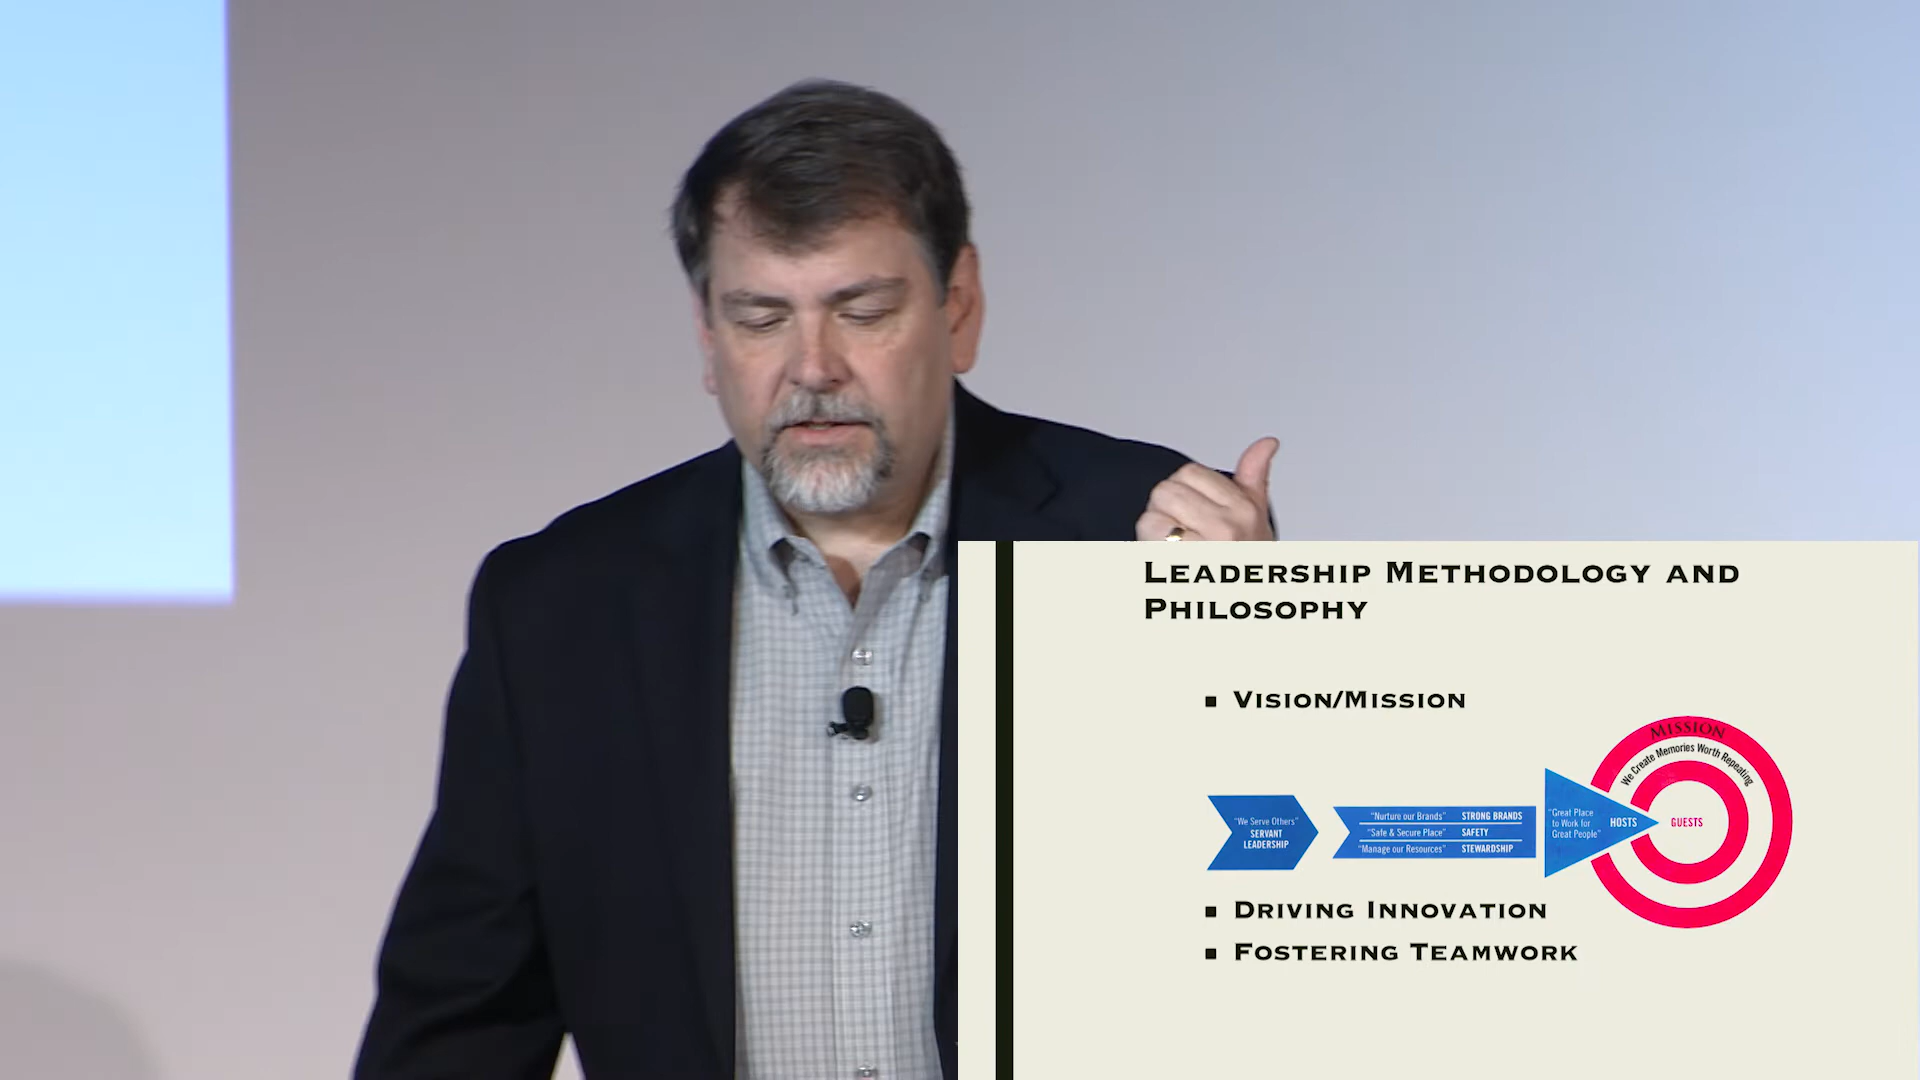 LEADERSHIP METHODOLOGY AND
PHILOSOPHY
▪ VISION/MISSION
MISSION
We Create Memories Worth Repeating
"We Serve Others"
SERVANT
LEADERSHIP
"Nurture our Brands" STRONG BRANDS
"Safe & Secure Place" SAFETY
"Manage our Resources" STEWARDSHIP
"Great Place
to Work for
Great People"
HOSTS
GUESTS
▪ DRIVING INNOVATION
▪ FOSTERING TEAMWORK